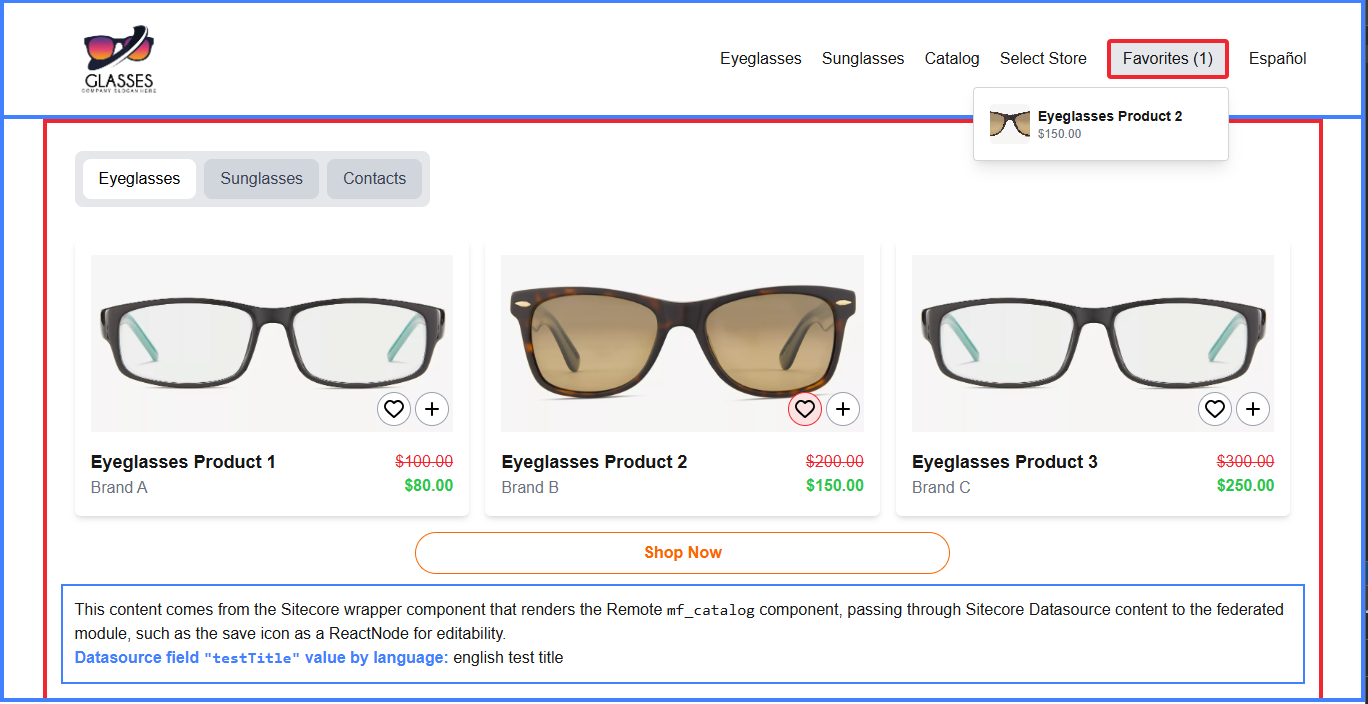 GLASSES
COMPANY SLOGAN HERE
Eyeglasses Sunglasses Catalog Select Store Favorites (1) Español
Eyeglasses Product 2
$150.00
Eyeglasses Sunglasses Contacts
Eyeglasses Product 1 $100.00
Brand A $80.00
Eyeglasses Product 2 $200.00
Brand B $150.00
Eyeglasses Product 3 $300.00
Brand C $250.00
Shop Now
This content comes from the Sitecore wrapper component that renders the Remote mf_catalog component, passing through Sitecore Datasource content to the federated
module, such as the save icon as a ReactNode for editability.
Datasource field "testTitle" value by language: english test title